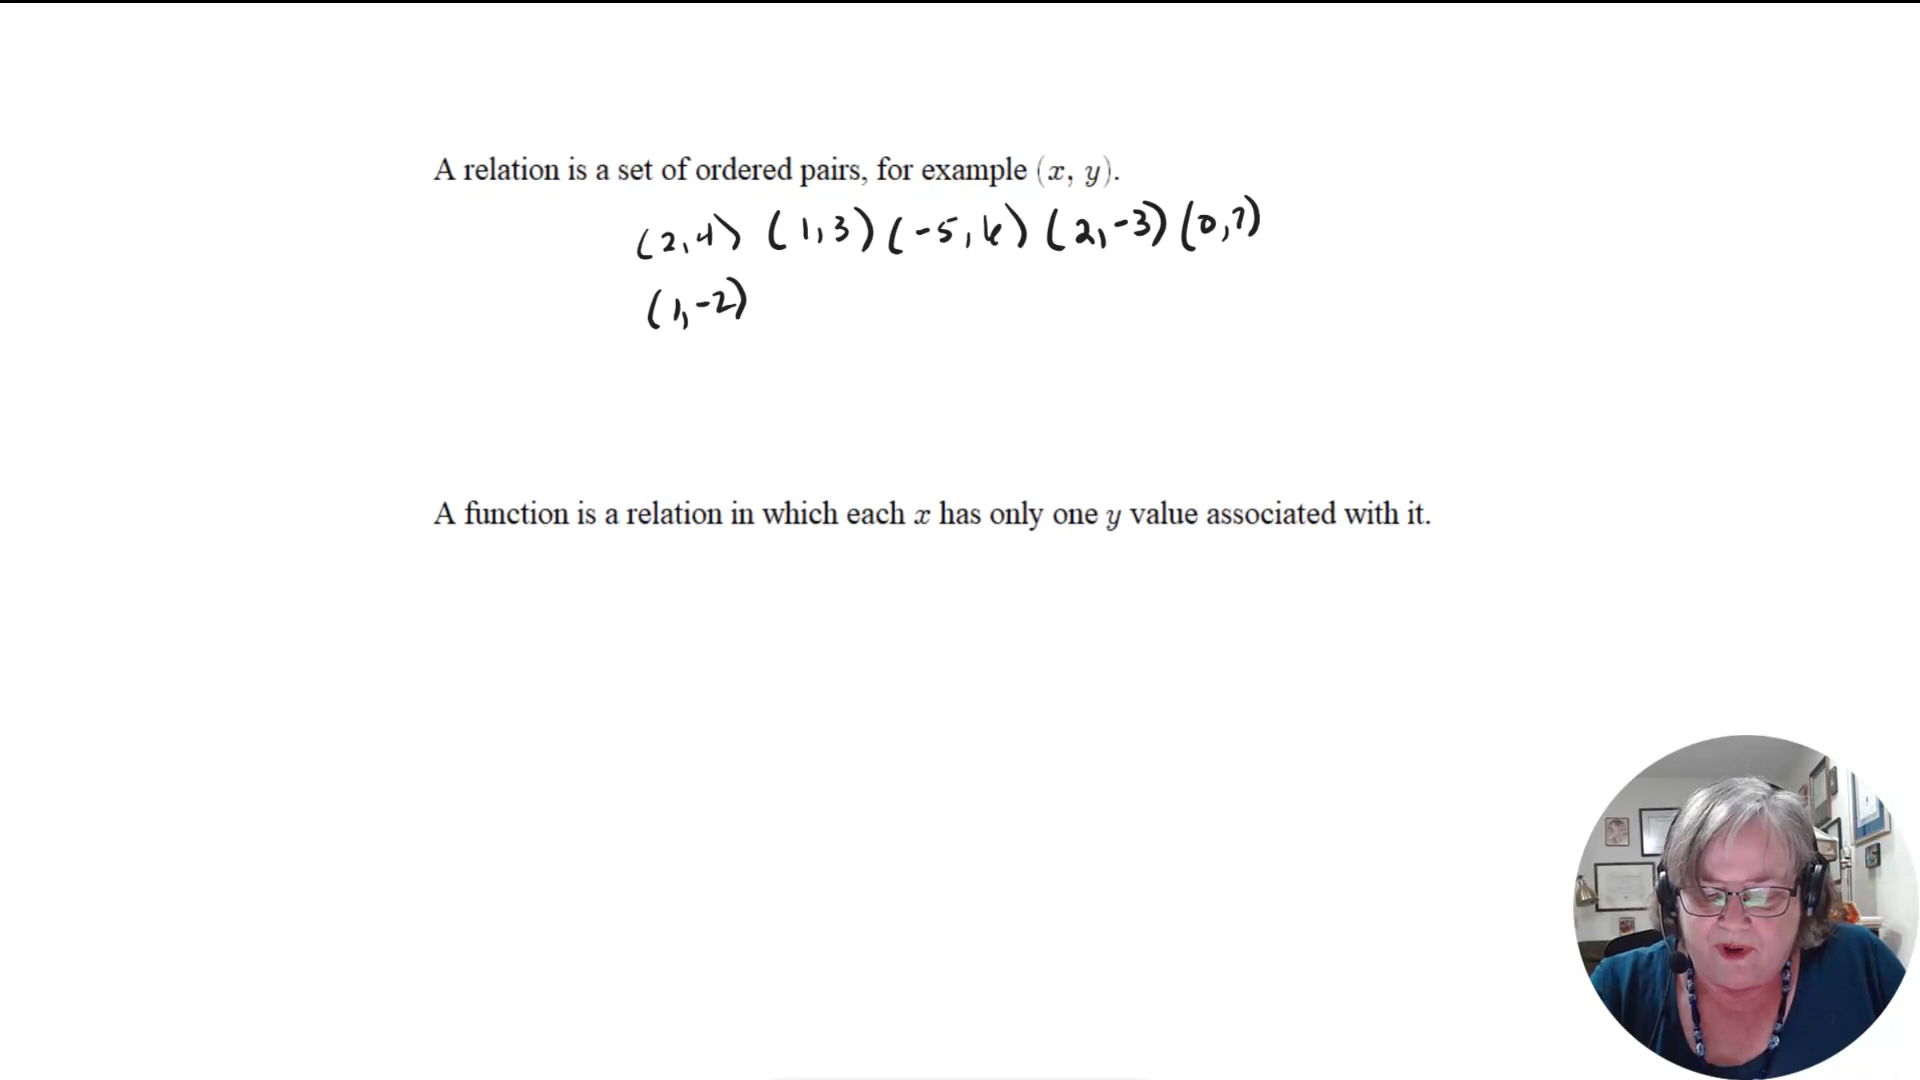 A relation is a set of ordered pairs, for example (x, y).
(2,4) (1,3) (-5,6) (2,-3) (0,7)
(1,-2)
A function is a relation in which each x has only one y value associated with it.